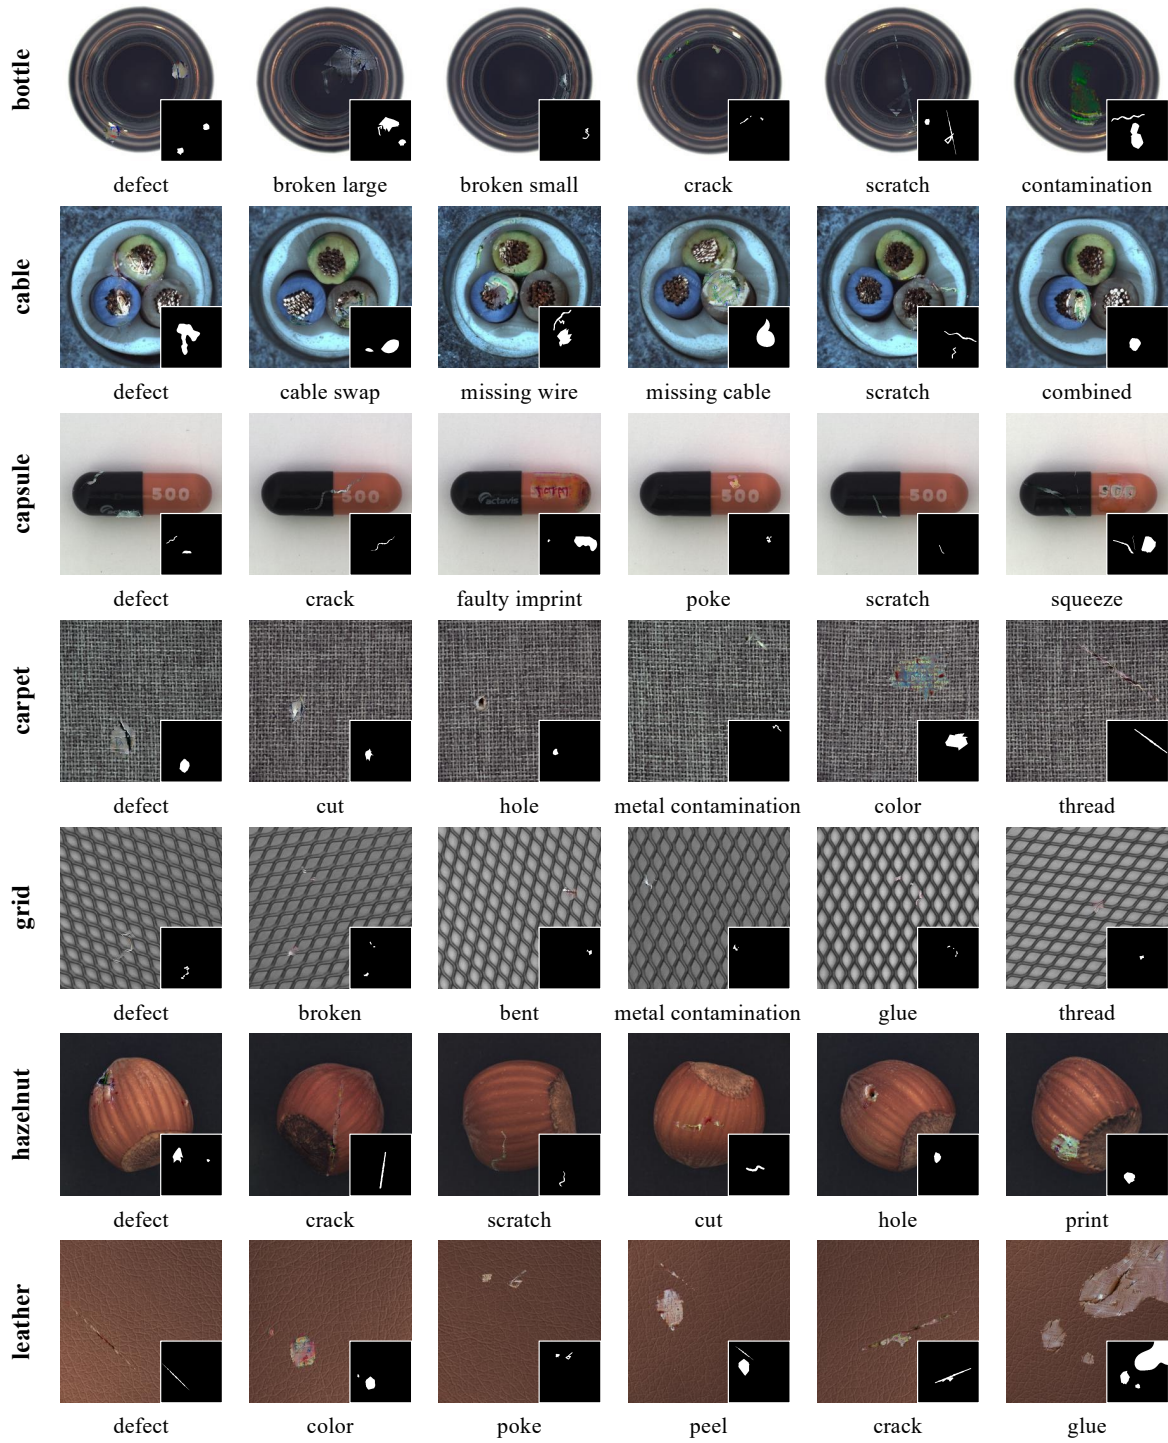 bottle
defect broken large broken small crack scratch contamination
cable
defect cable swap missing wire missing cable scratch combined
capsule
500 500 actavis 500 500
defect crack faulty imprint poke scratch squeeze
carpet
defect cut hole metal contamination color thread
grid
defect broken bent metal contamination glue thread
hazelnut
defect crack scratch cut hole print
leather
defect color poke peel crack glue